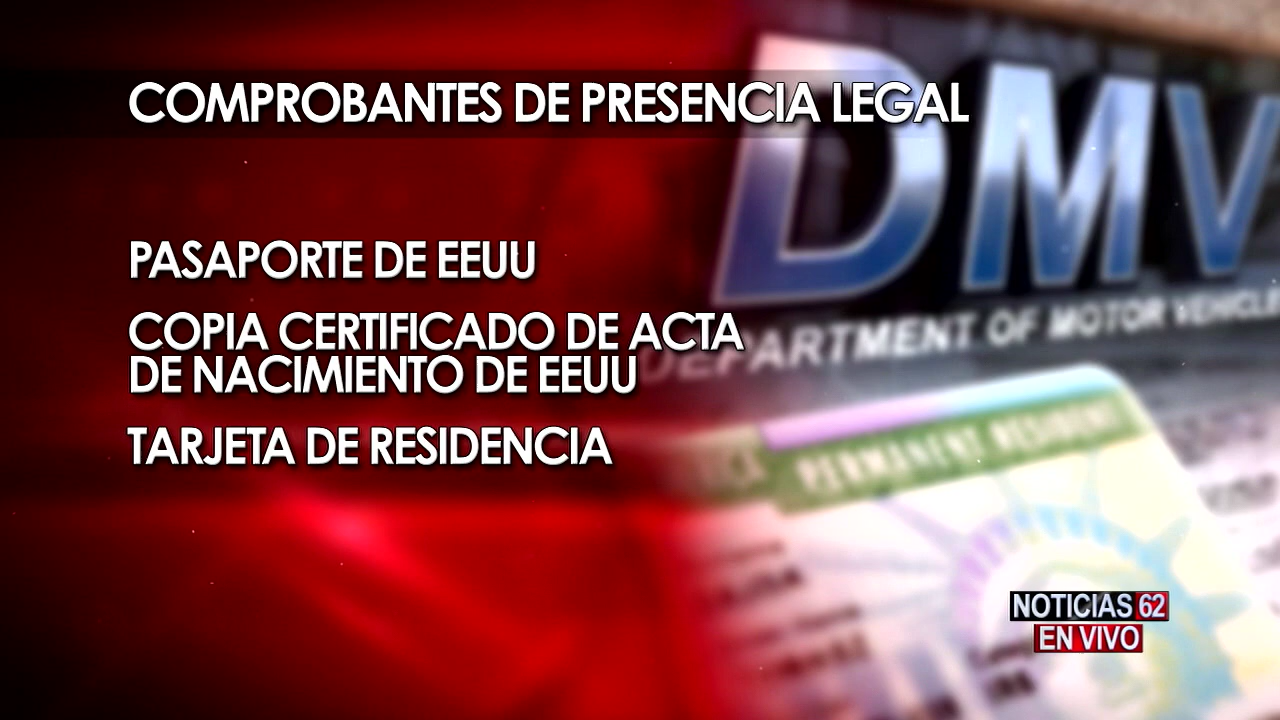 COMPROBANTES DE PRESENCIA LEGAL
DMV
DEPARTMENT OF MOTOR VEHICLE
PASAPORTE DE EEUU
COPIA CERTIFICADO DE ACTA
DE NACIMIENTO DE EEUU
TARJETA DE RESIDENCIA
PERMANENT RESIDENT
NOTICIAS 62
EN VIVO